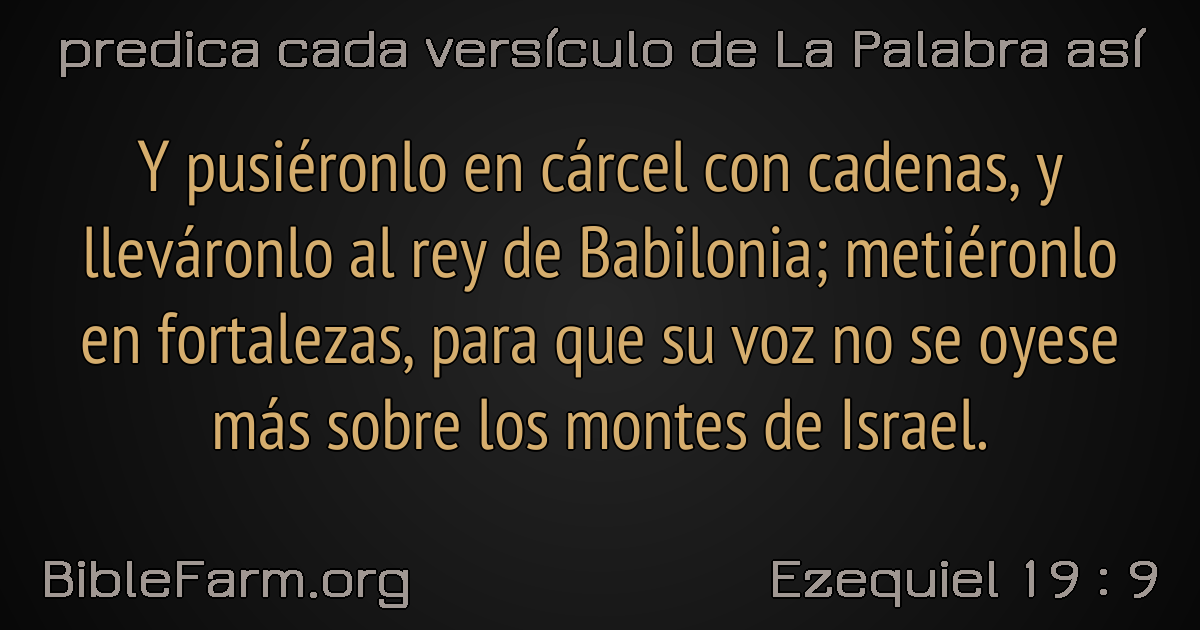 predica cada versículo de La Palabra así
Y pusiéronlo en cárcel con cadenas, y
lleváronlo al rey de Babilonia; metiéronlo
en fortalezas, para que su voz no se oyese
más sobre los montes de Israel.
BibleFarm.org
Ezequiel 19 : 9